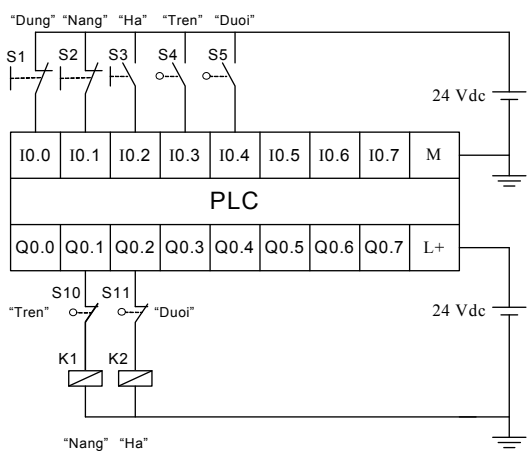 “Dung” “Nang” “Ha” “Tren” “Duoi”
S1 S2 S3 S4 S5
24 Vdc
I0.0 I0.1 I0.2 I0.3 I0.4 I0.5 I0.6 I0.7 M
PLC
Q0.0 Q0.1 Q0.2 Q0.3 Q0.4 Q0.5 Q0.6 Q0.7 L+
S10 S11
“Tren” “Duoi”
24 Vdc
K1 K2
“Nang” “Ha”